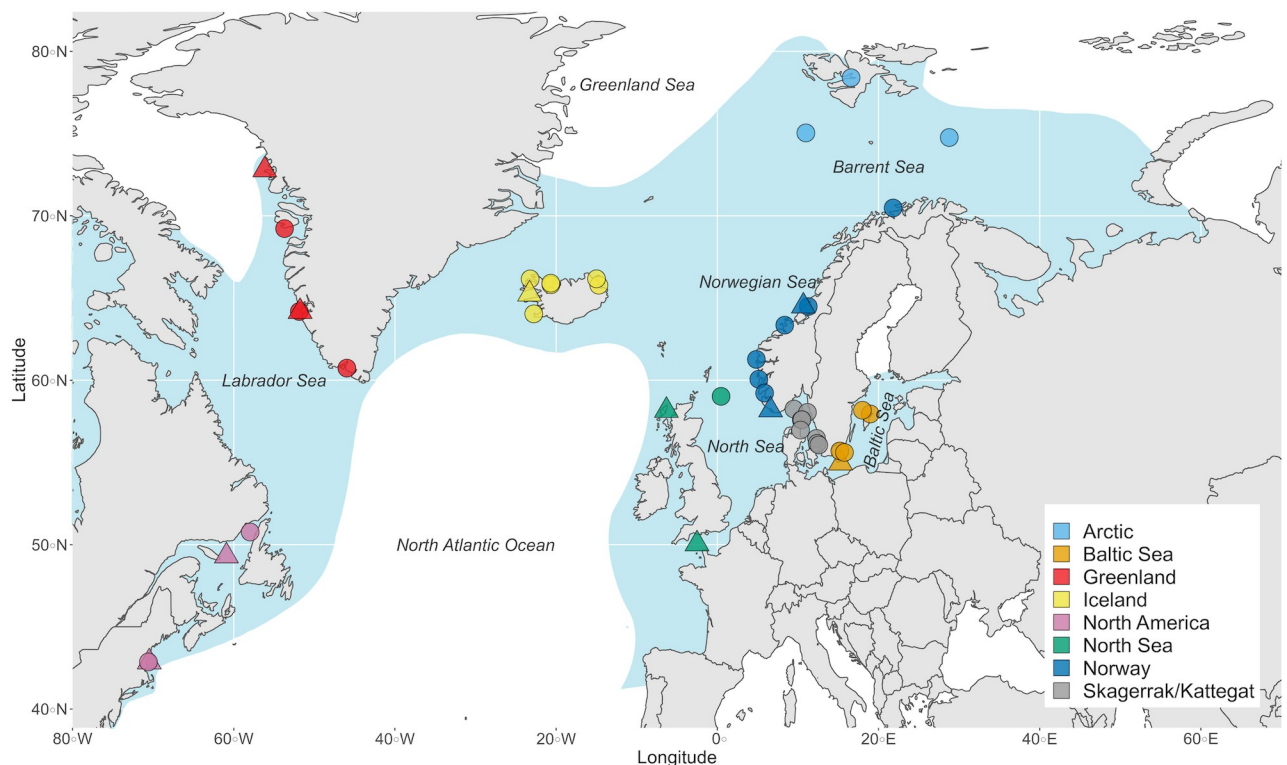 80○N
Greenland Sea
Barrent Sea
70○N
Norwegian Sea
Latitude
60○N
Labrador Sea
North Sea
Baltic Sea
50○N
North Atlantic Ocean
Arctic
Baltic Sea
Greenland
Iceland
North America
North Sea
Norway
Skagerrak/Kattegat
40○N
80○W
60○W
40○W
20○W
0○
20○E
40○E
60○E
Longitude